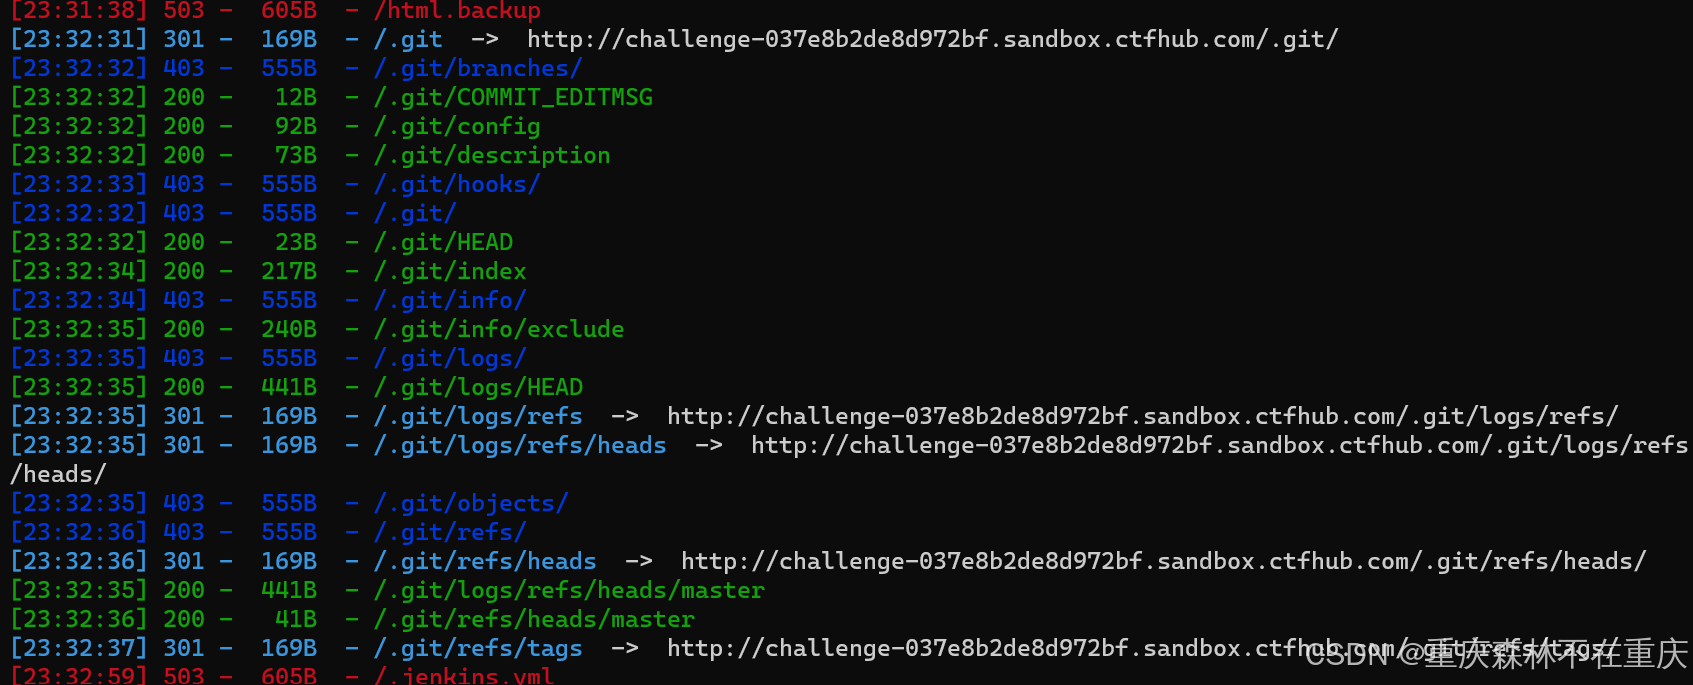 [23:31:38] 503 -  605B  - /html.backup
[23:32:31] 301 -  169B  - /.git  ->  http://challenge-037e8b2de8d972bf.sandbox.ctfhub.com/.git/
[23:32:32] 403 -  555B  - /.git/branches/
[23:32:32] 200 -   12B  - /.git/COMMIT_EDITMSG
[23:32:32] 200 -   92B  - /.git/config
[23:32:32] 200 -   73B  - /.git/description
[23:32:33] 403 -  555B  - /.git/hooks/
[23:32:32] 403 -  555B  - /.git/
[23:32:32] 200 -   23B  - /.git/HEAD
[23:32:34] 200 -  217B  - /.git/index
[23:32:34] 403 -  555B  - /.git/info/
[23:32:35] 200 -  240B  - /.git/info/exclude
[23:32:35] 403 -  555B  - /.git/logs/
[23:32:35] 200 -  441B  - /.git/logs/HEAD
[23:32:35] 301 -  169B  - /.git/logs/refs  ->  http://challenge-037e8b2de8d972bf.sandbox.ctfhub.com/.git/logs/refs/
[23:32:35] 301 -  169B  - /.git/logs/refs/heads  ->  http://challenge-037e8b2de8d972bf.sandbox.ctfhub.com/.git/logs/refs
/heads/
[23:32:35] 403 -  555B  - /.git/objects/
[23:32:36] 403 -  555B  - /.git/refs/
[23:32:36] 301 -  169B  - /.git/refs/heads  ->  http://challenge-037e8b2de8d972bf.sandbox.ctfhub.com/.git/refs/heads/
[23:32:35] 200 -  441B  - /.git/logs/refs/heads/master
[23:32:36] 200 -   41B  - /.git/refs/heads/master
[23:32:37] 301 -  169B  - /.git/refs/tags  ->  http://challenge-037e8b2de8d972bf.sandbox.ctfhub.com/.git/refs/tags/
CSDN @重庆森林不在重庆
[23:32:59] 503 -  605B  - /.jenkins.yml